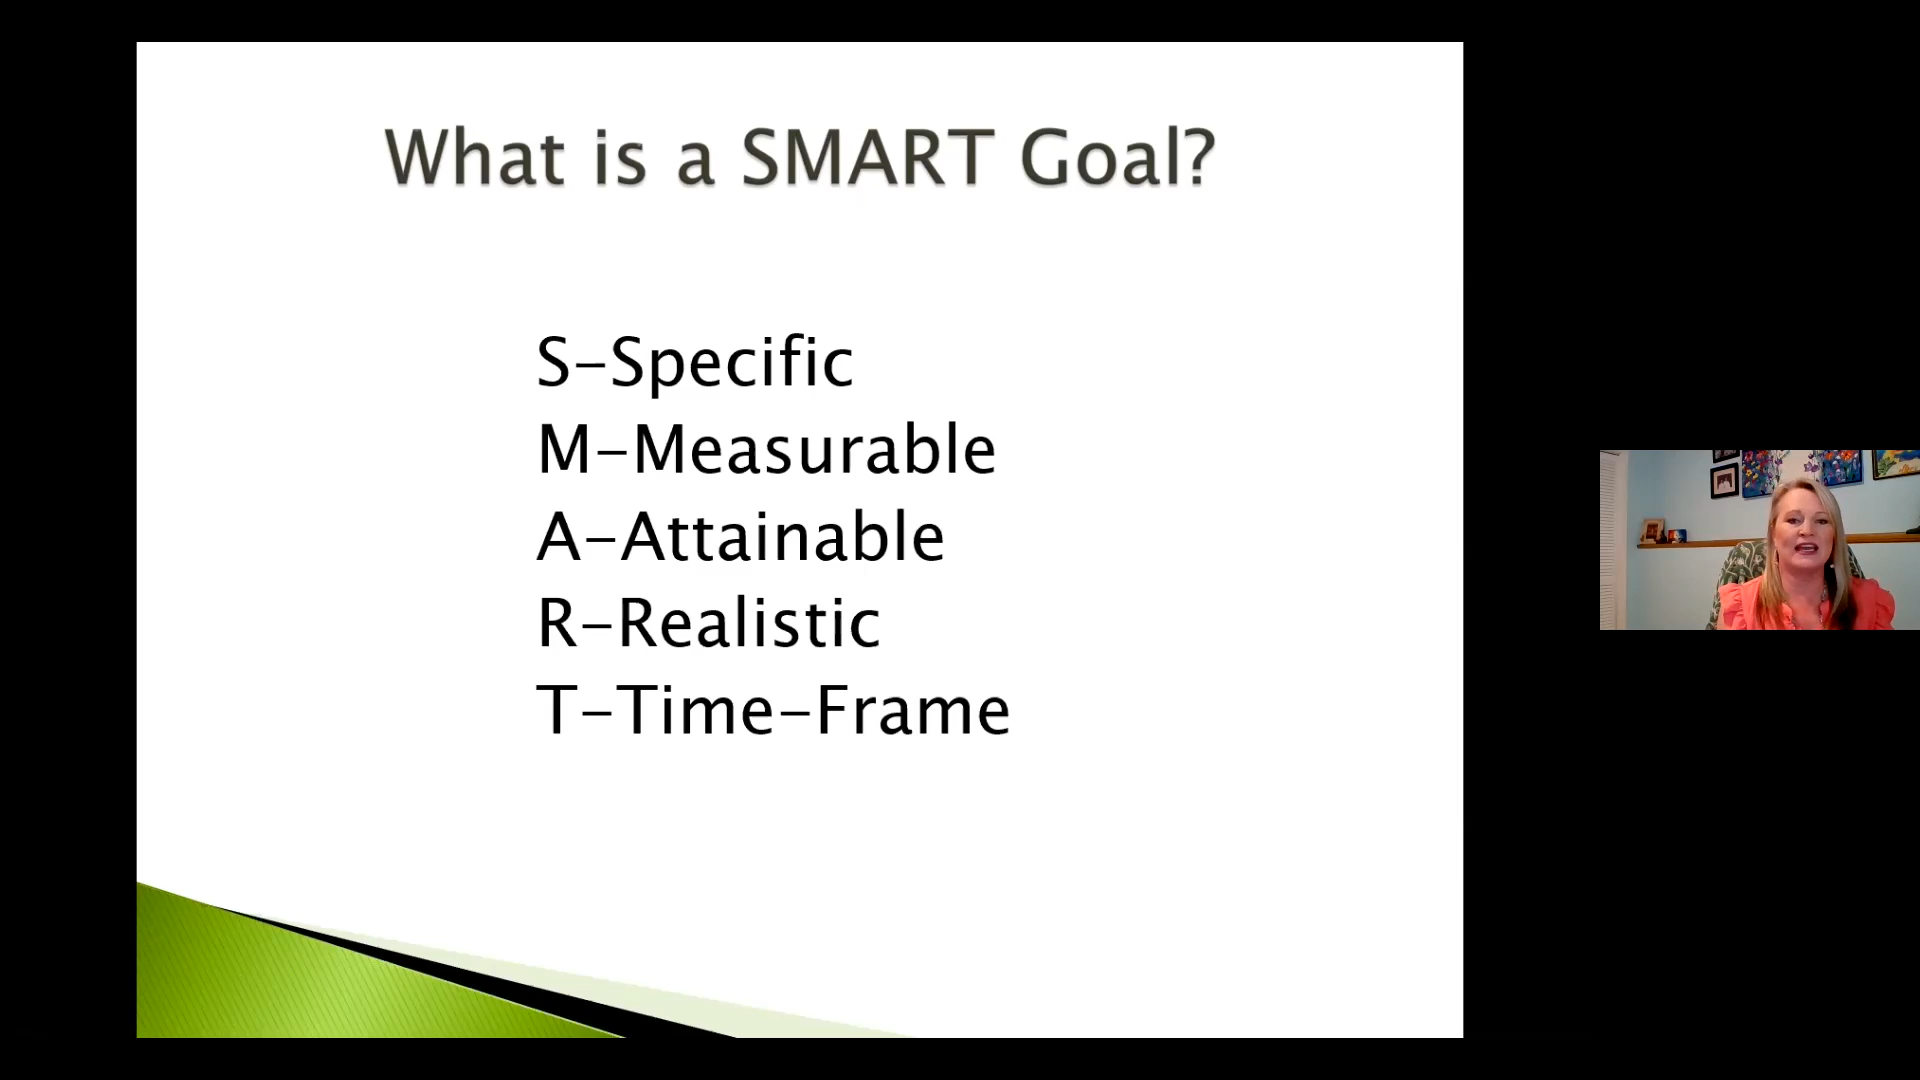 What is a SMART Goal?
S-Specific
M-Measurable
A-Attainable
R-Realistic
T-Time-Frame